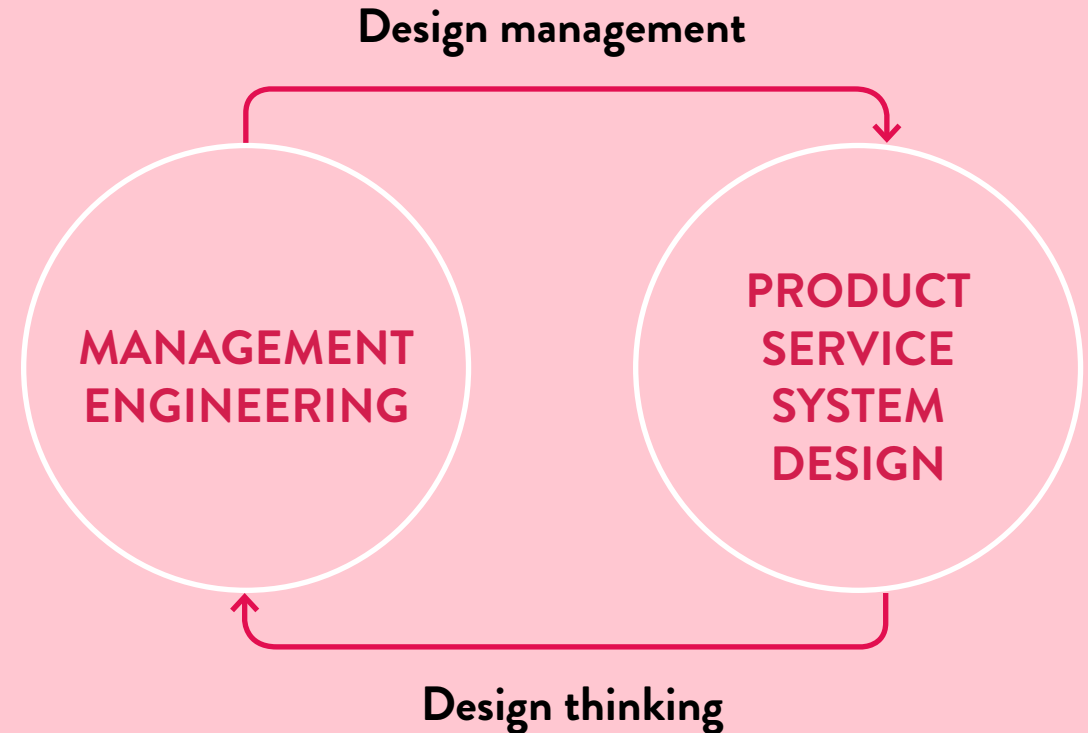 Design management
MANAGEMENT
ENGINEERING
PRODUCT
SERVICE
SYSTEM
DESIGN
Design thinking